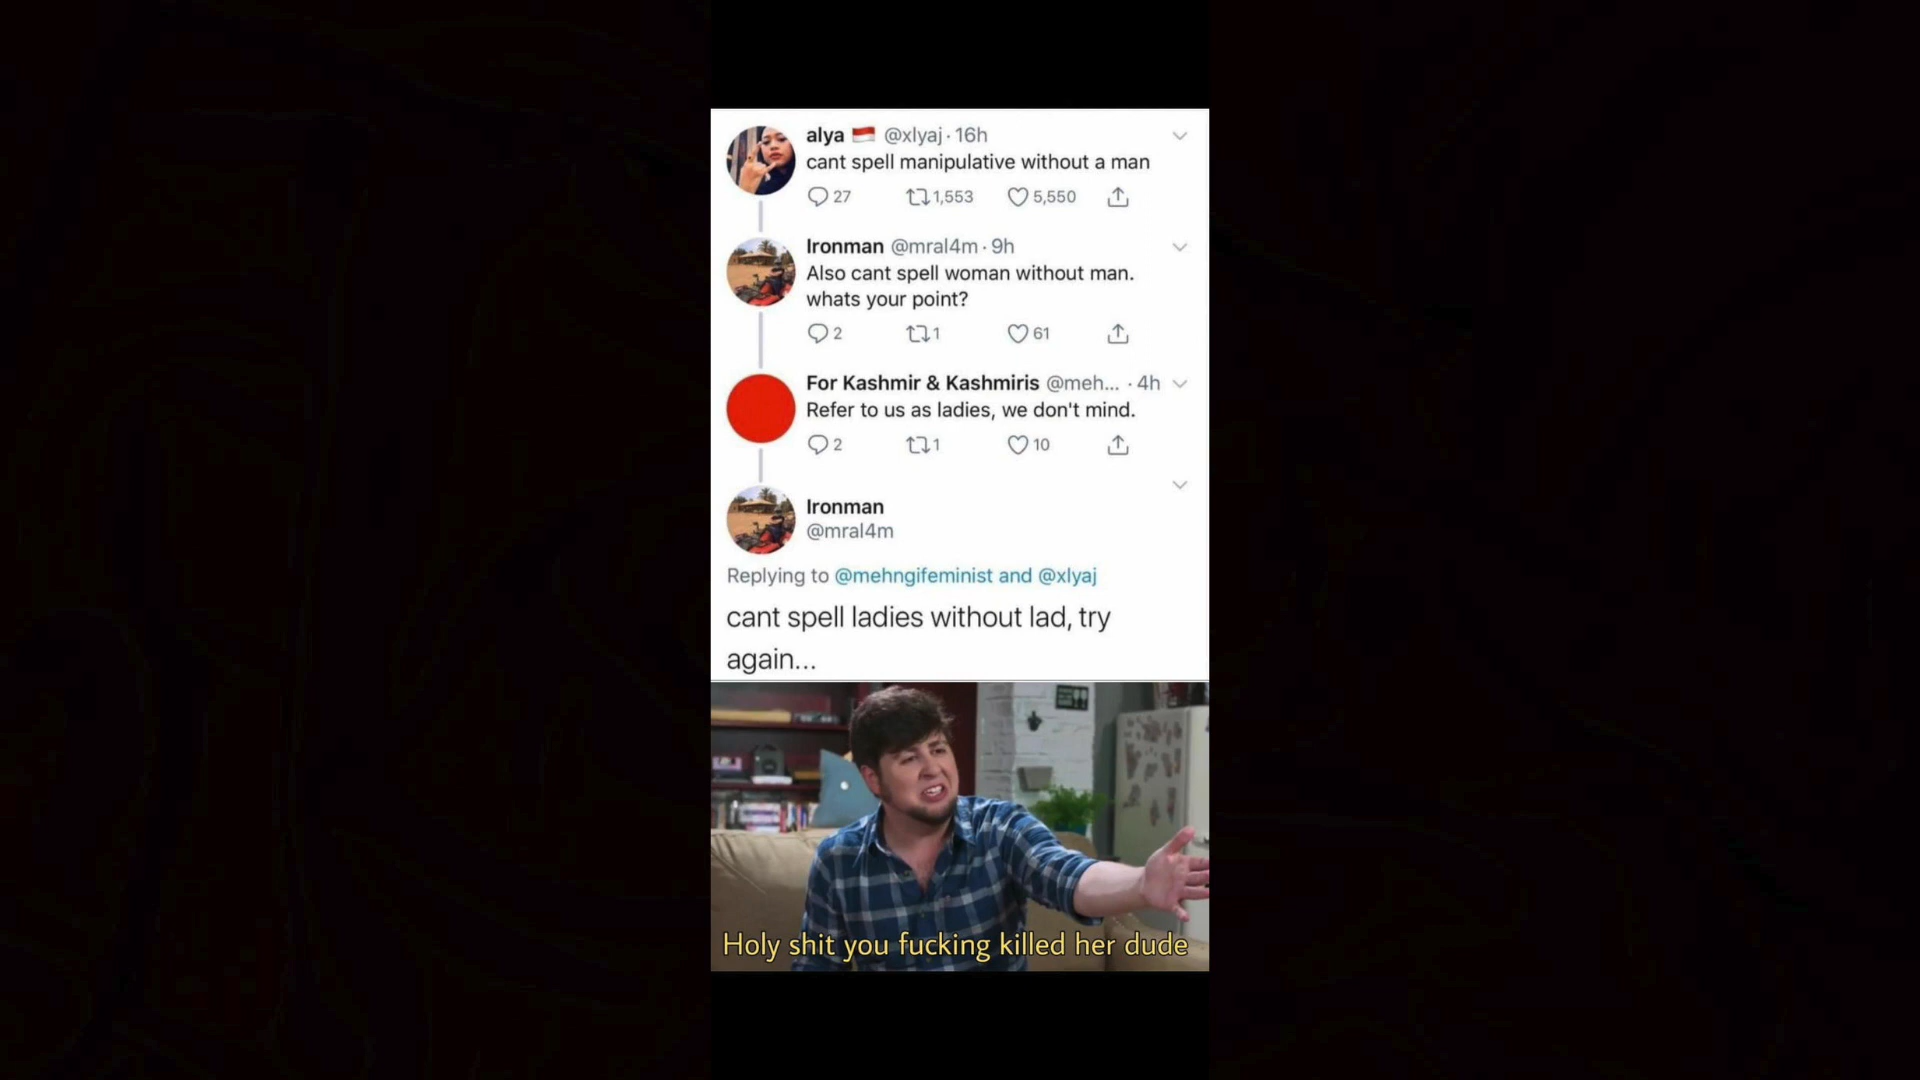 alya 🇮🇩 @xlyaj · 16h
cant spell manipulative without a man
27 1,553 5,550
Ironman @mral4m · 9h
Also cant spell woman without man.
whats your point?
2 1 61
For Kashmir & Kashmiris @meh... · 4h
Refer to us as ladies, we don't mind.
2 1 10
Ironman
@mral4m
Replying to @mehngifeminist and @xlyaj
cant spell ladies without lad, try
again...
Holy shit you fucking killed her dude